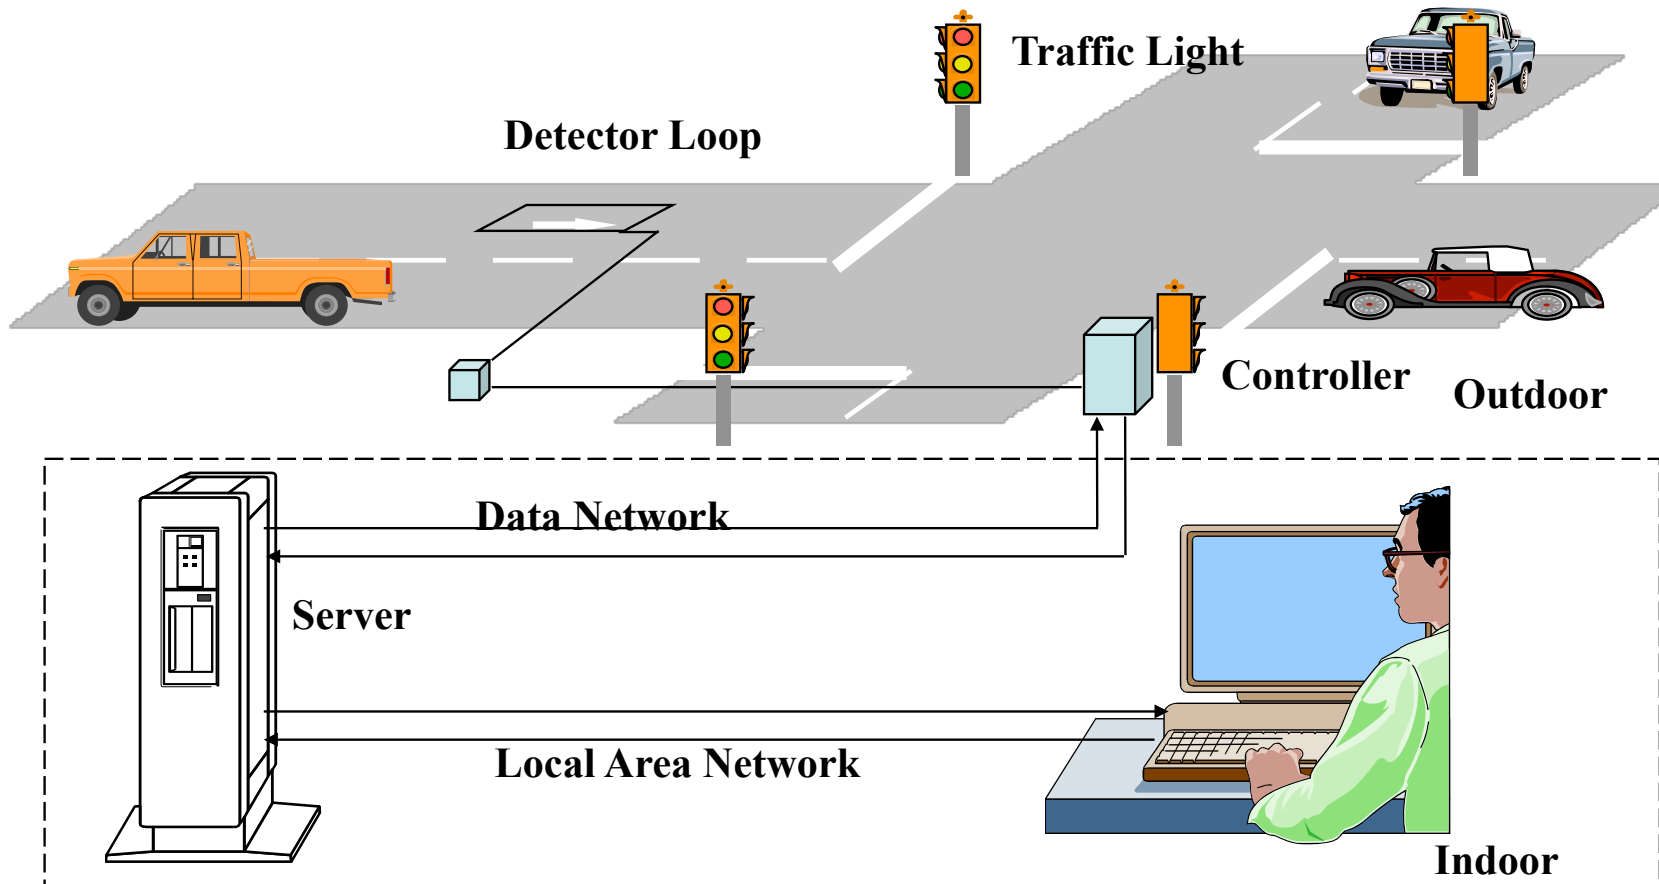 Traffic Light
Detector Loop
Controller
Outdoor
Data Network
Server
Local Area Network
Indoor